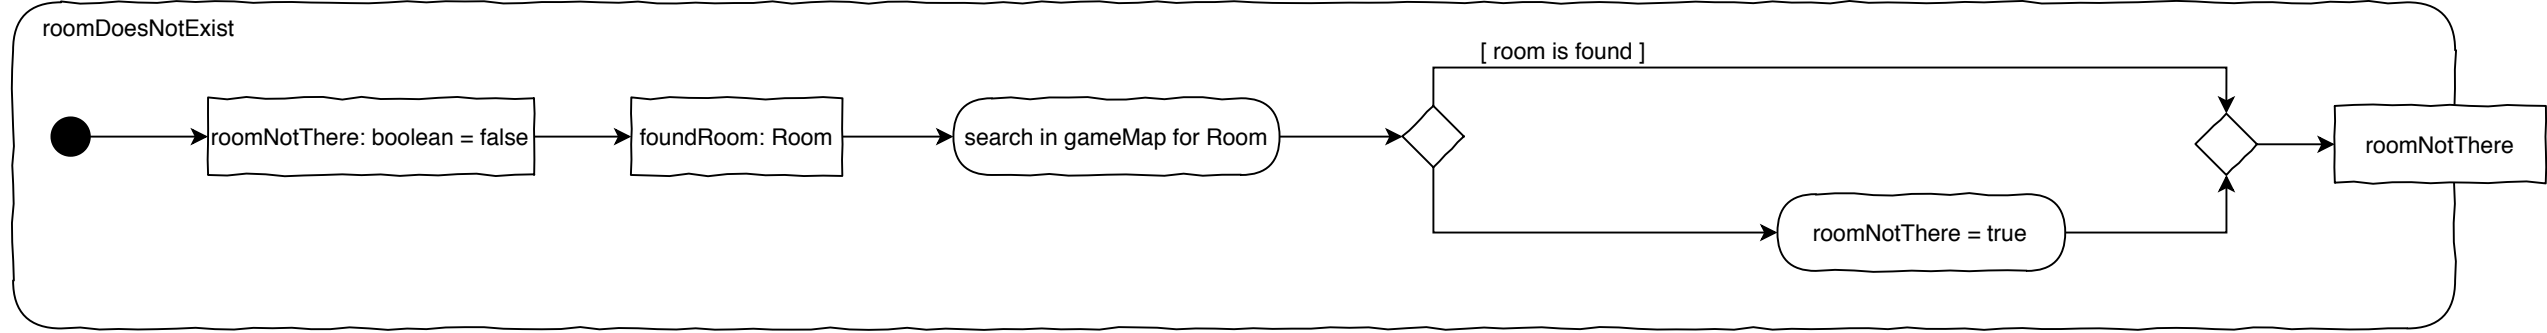 roomDoesNotExist
[ room is found ]
roomNotThere: boolean = false
foundRoom: Room
search in gameMap for Room
roomNotThere
roomNotThere = true